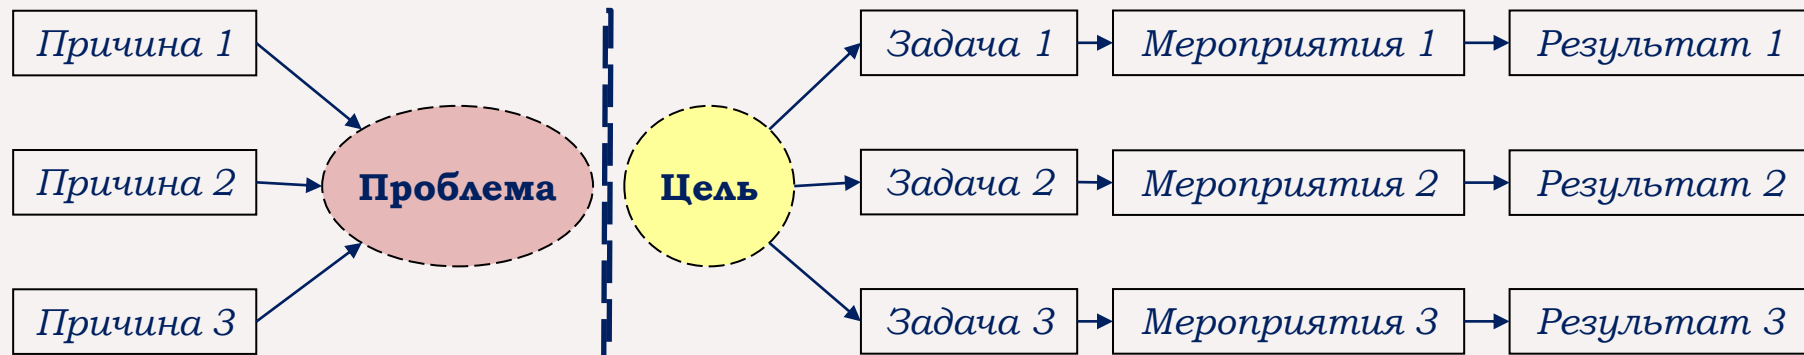 Причина 1
Задача 1
Мероприятия 1
Результат 1
Причина 2
Проблема
Цель
Задача 2
Мероприятия 2
Результат 2
Причина 3
Задача 3
Мероприятия 3
Результат 3